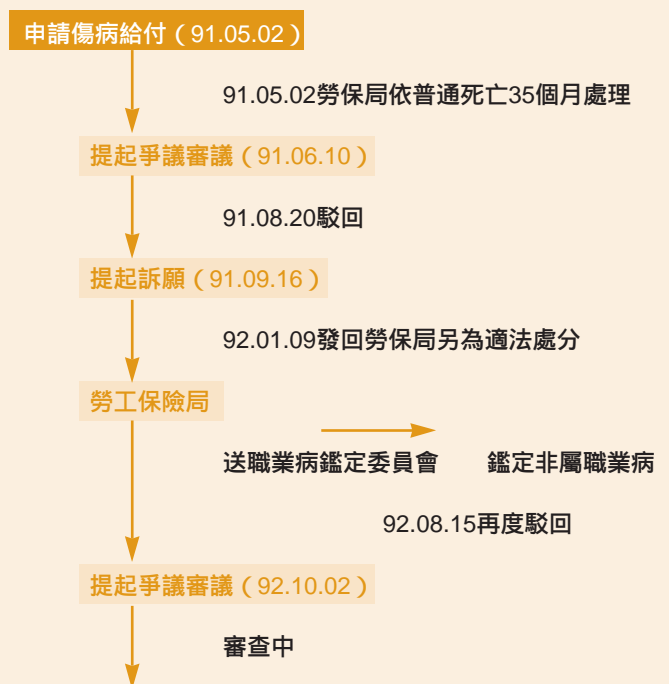 申請傷病給付（91.05.02）
91.05.02勞保局依普通死亡35個月處理
提起爭議審議（91.06.10）
91.08.20駁回
提起訴願（91.09.16）
92.01.09發回勞保局另為適法處分
勞工保險局
送職業病鑑定委員會　鑑定非屬職業病
92.08.15再度駁回
提起爭議審議（92.10.02）
審查中